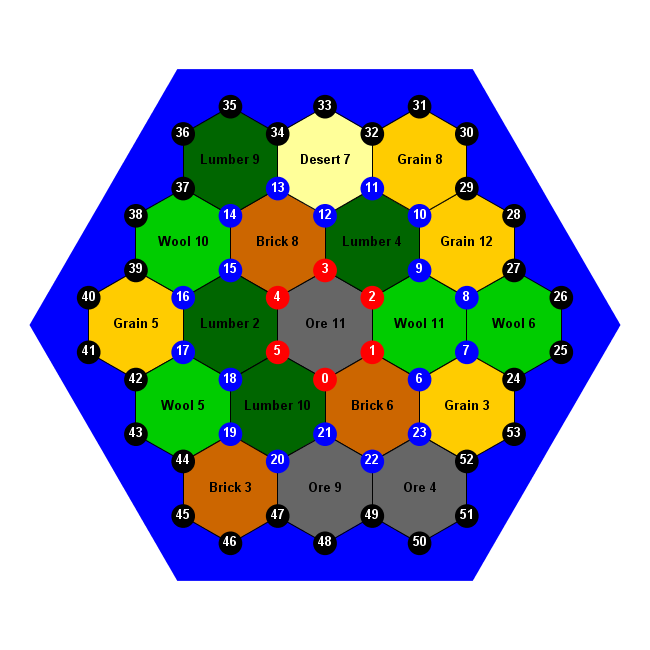 35 33 31
36 34 32 30
Lumber 9 Desert 7 Grain 8
37 13 11 29
38 14 12 10 28
Wool 10 Brick 8 Lumber 4 Grain 12
39 15 3 9 27
40 16 4 2 8 26
Grain 5 Lumber 2 Ore 11 Wool 11 Wool 6
41 17 5 1 7 25
42 18 0 6 24
Wool 5 Lumber 10 Brick 6 Grain 3
43 19 21 23 53
44 20 22 52
Brick 3 Ore 9 Ore 4
45 47 49 51
46 48 50